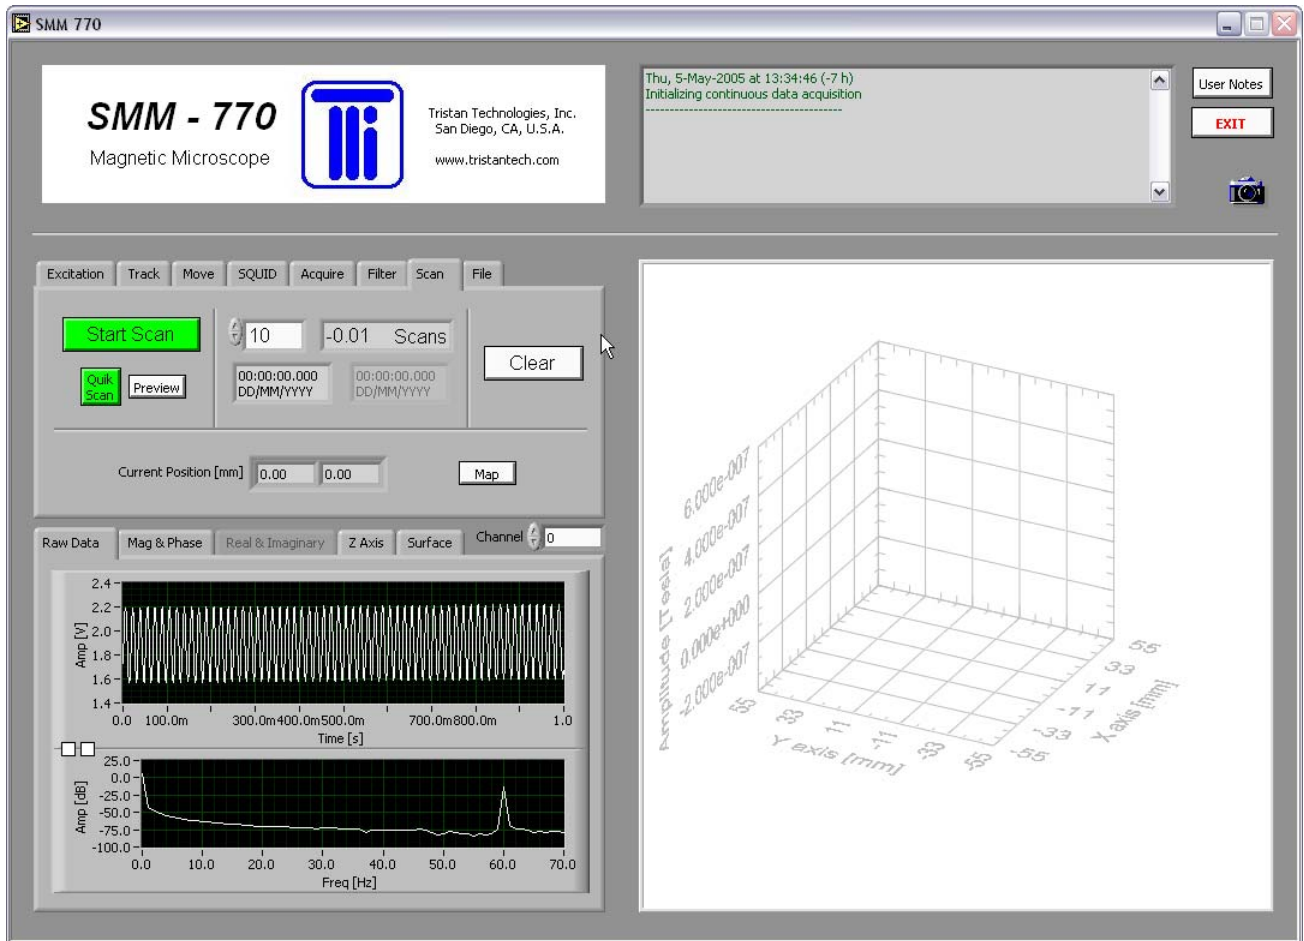 SMM 770
SMM - 770
Magnetic Microscope
Tristan Technologies, Inc.
San Diego, CA, U.S.A.
www.tristantech.com
Thu, 5-May-2005 at 13:34:46 (-7 h)
Initializing continuous data acquisition
----------------------------------------
User Notes
EXIT
Excitation Track Move SQUID Acquire Filter Scan File
Start Scan
10
-0.01 Scans
Clear
Quik
Scan
Preview
00:00:00.000
DD/MM/YYYY
00:00:00.000
DD/MM/YYYY
Current Position [mm] 0.00 0.00
Map
Raw Data Mag & Phase Real & Imaginary Z Axis Surface Channel 0
2.4
2.2
2.0
1.8
1.6
1.4
Amp [V]
0.0 100.0m 300.0m 400.0m 500.0m 700.0m 800.0m 1.0
Time [s]
25.0
0.0
-25.0
-50.0
-75.0
-100.0
Amp [dB]
0.0 10.0 20.0 30.0 40.0 50.0 60.0 70.0
Freq [Hz]
6.000e-007
4.000e-007
2.000e-007
0.000e+000
-2.000e-007
Amplitude [Tesla]
55 33 11 -11 -33 -55
Y axis [mm]
55
33
11
-11
-33
-55
X axis [mm]